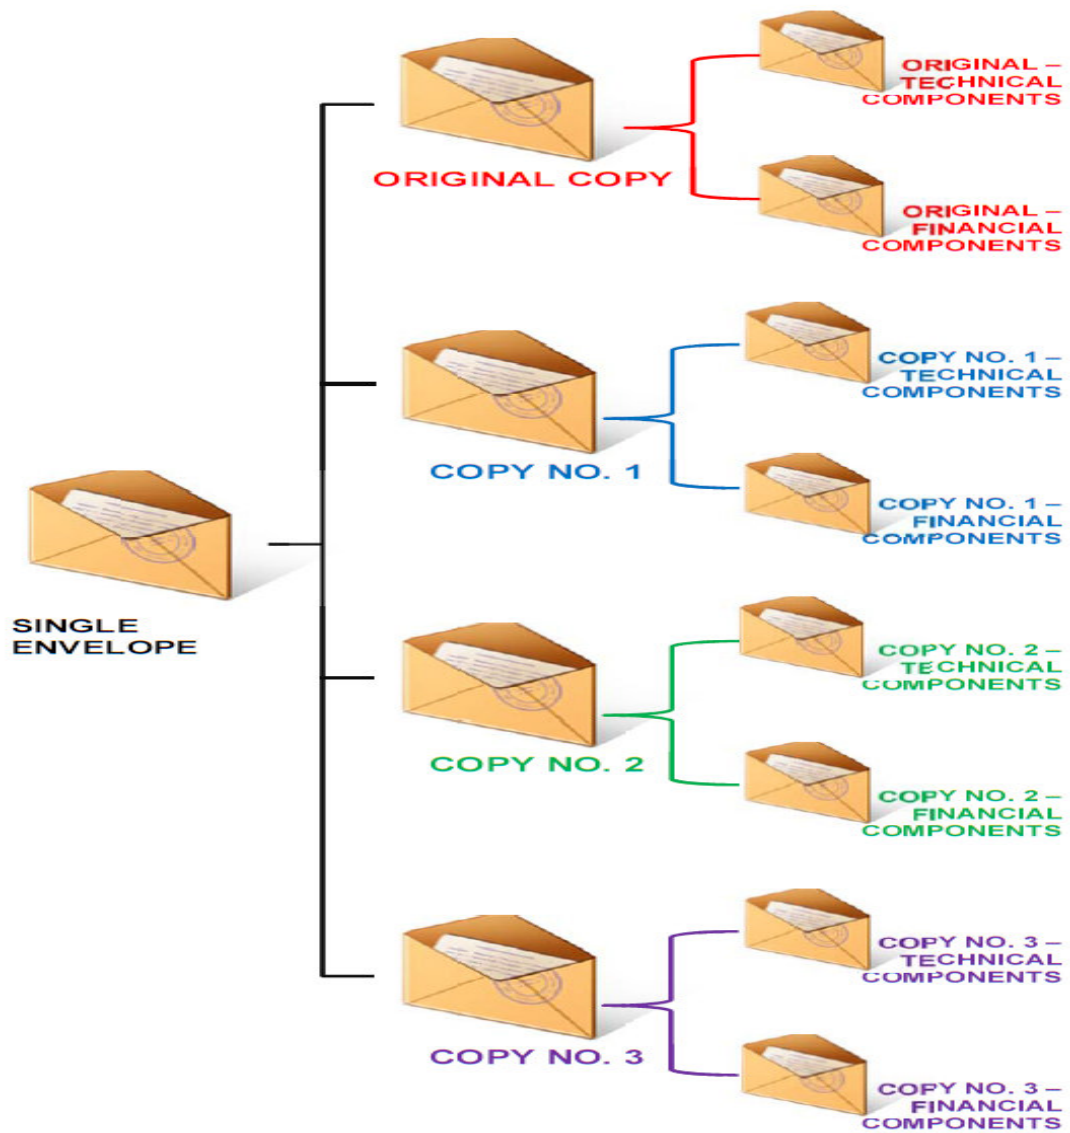 ORIGINAL –
TECHNICAL
COMPONENTS
ORIGINAL COPY
ORIGINAL –
FINANCIAL
COMPONENTS
COPY NO. 1 –
TECHNICAL
COMPONENTS
COPY NO. 1
COPY NO. 1 –
FINANCIAL
COMPONENTS
SINGLE
ENVELOPE
COPY NO. 2 –
TECHNICAL
COMPONENTS
COPY NO. 2
COPY NO. 2 –
FINANCIAL
COMPONENTS
COPY NO. 3 –
TECHNICAL
COMPONENTS
COPY NO. 3
COPY NO. 3 –
FINANCIAL
COMPONENTS